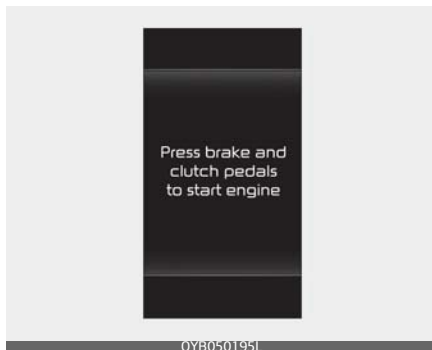 Press brake and
clutch pedals
to start engine
OYB050195L